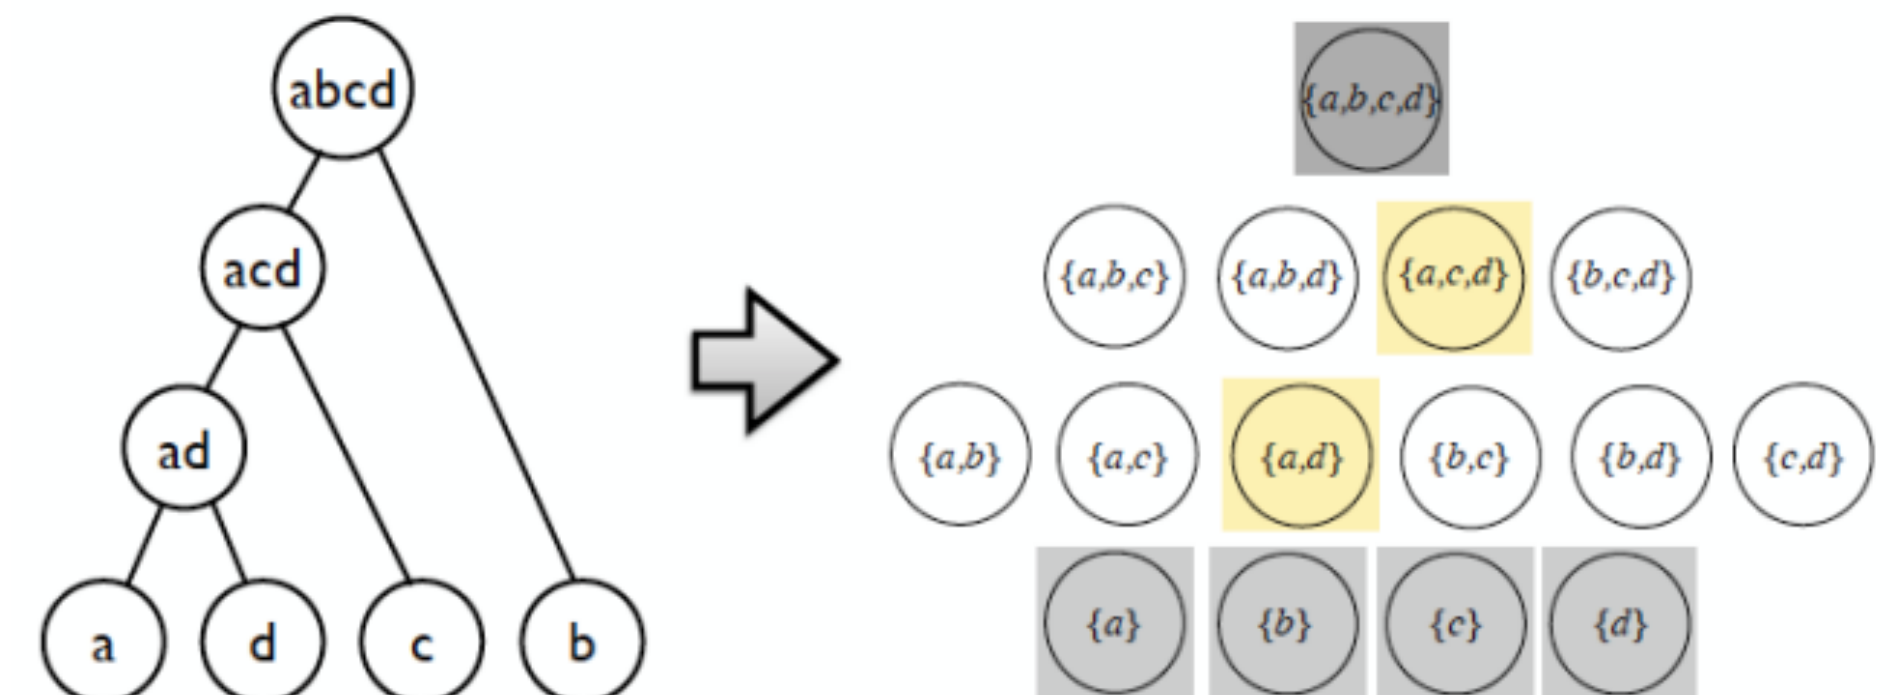 abcd
acd
ad
a d c b
{a,b,c,d}
{a,b,c} {a,b,d} {a,c,d} {b,c,d}
{a,b} {a,c} {a,d} {b,c} {b,d} {c,d}
{a} {b} {c} {d}